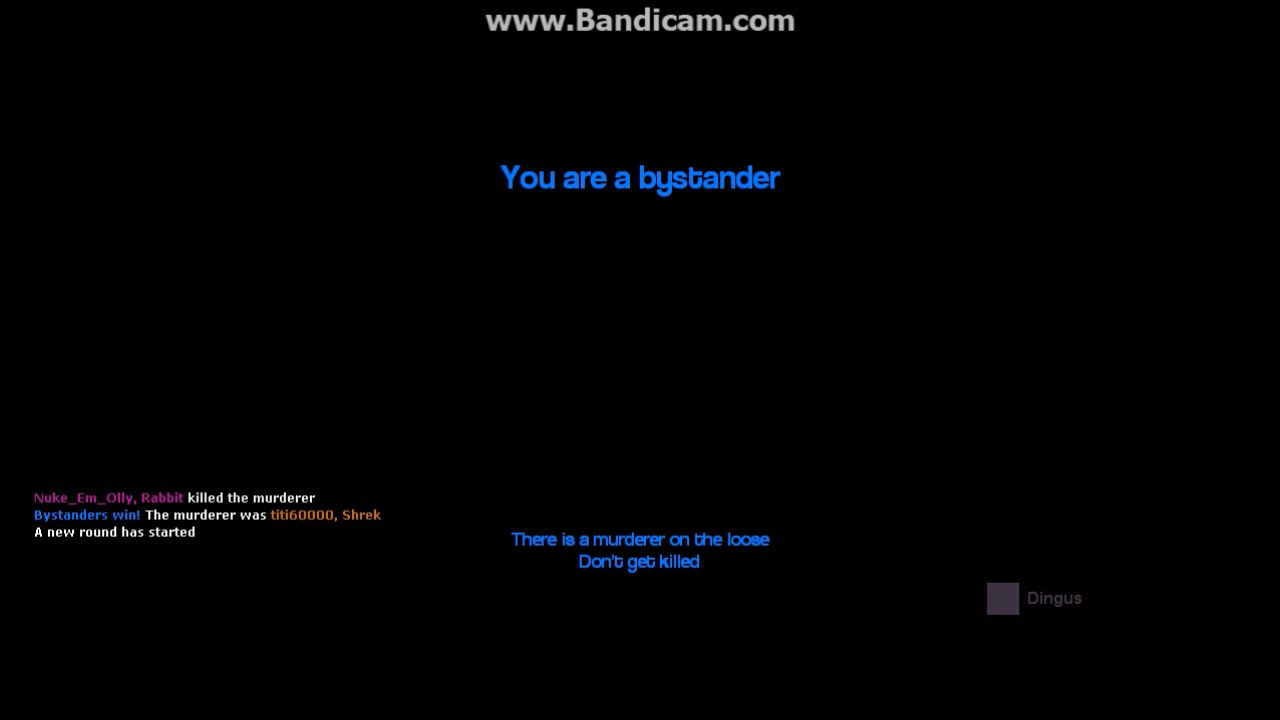 www.Bandicam.com
You are a bystander
Nuke_Em_Olly, Rabbit killed the murderer
Bystanders win! The murderer was titi60000, Shrek
A new round has started
There is a murderer on the loose
Don't get killed
Dingus